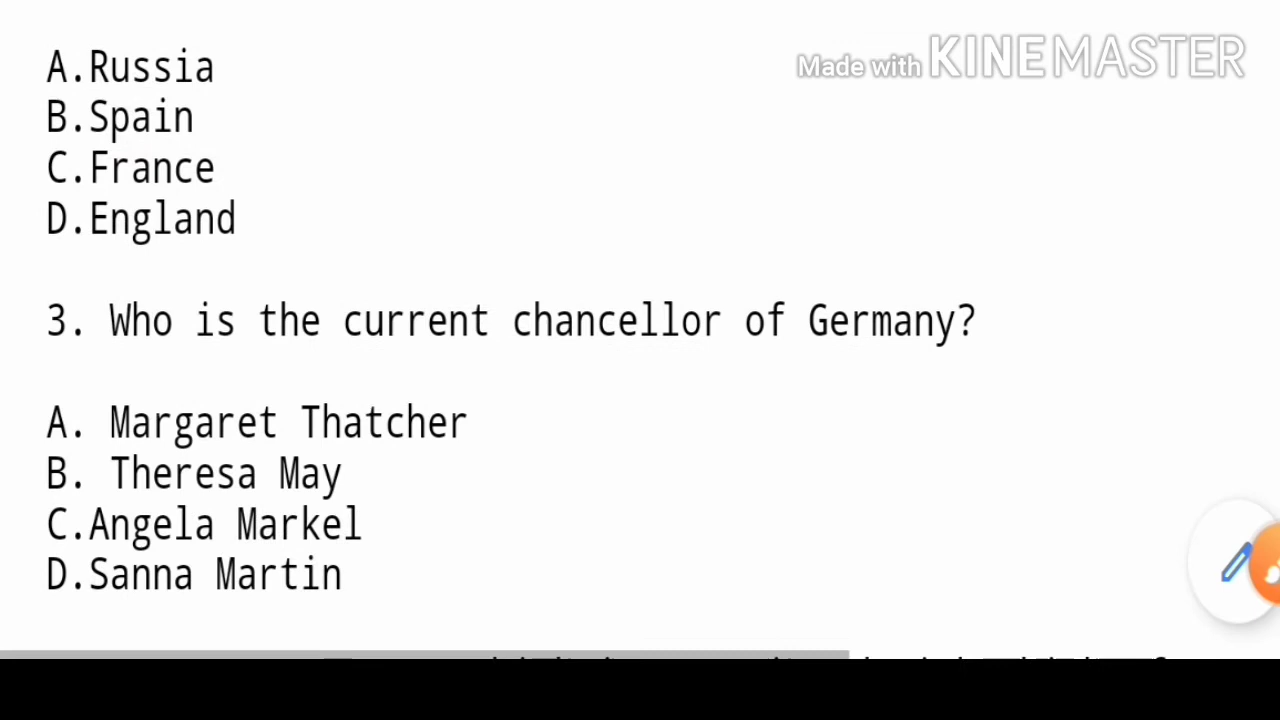 Made with KINEMASTER
A.Russia
B.Spain
C.France
D.England
3. Who is the current chancellor of Germany?
A. Margaret Thatcher
B. Theresa May
C.Angela Markel
D.Sanna Martin